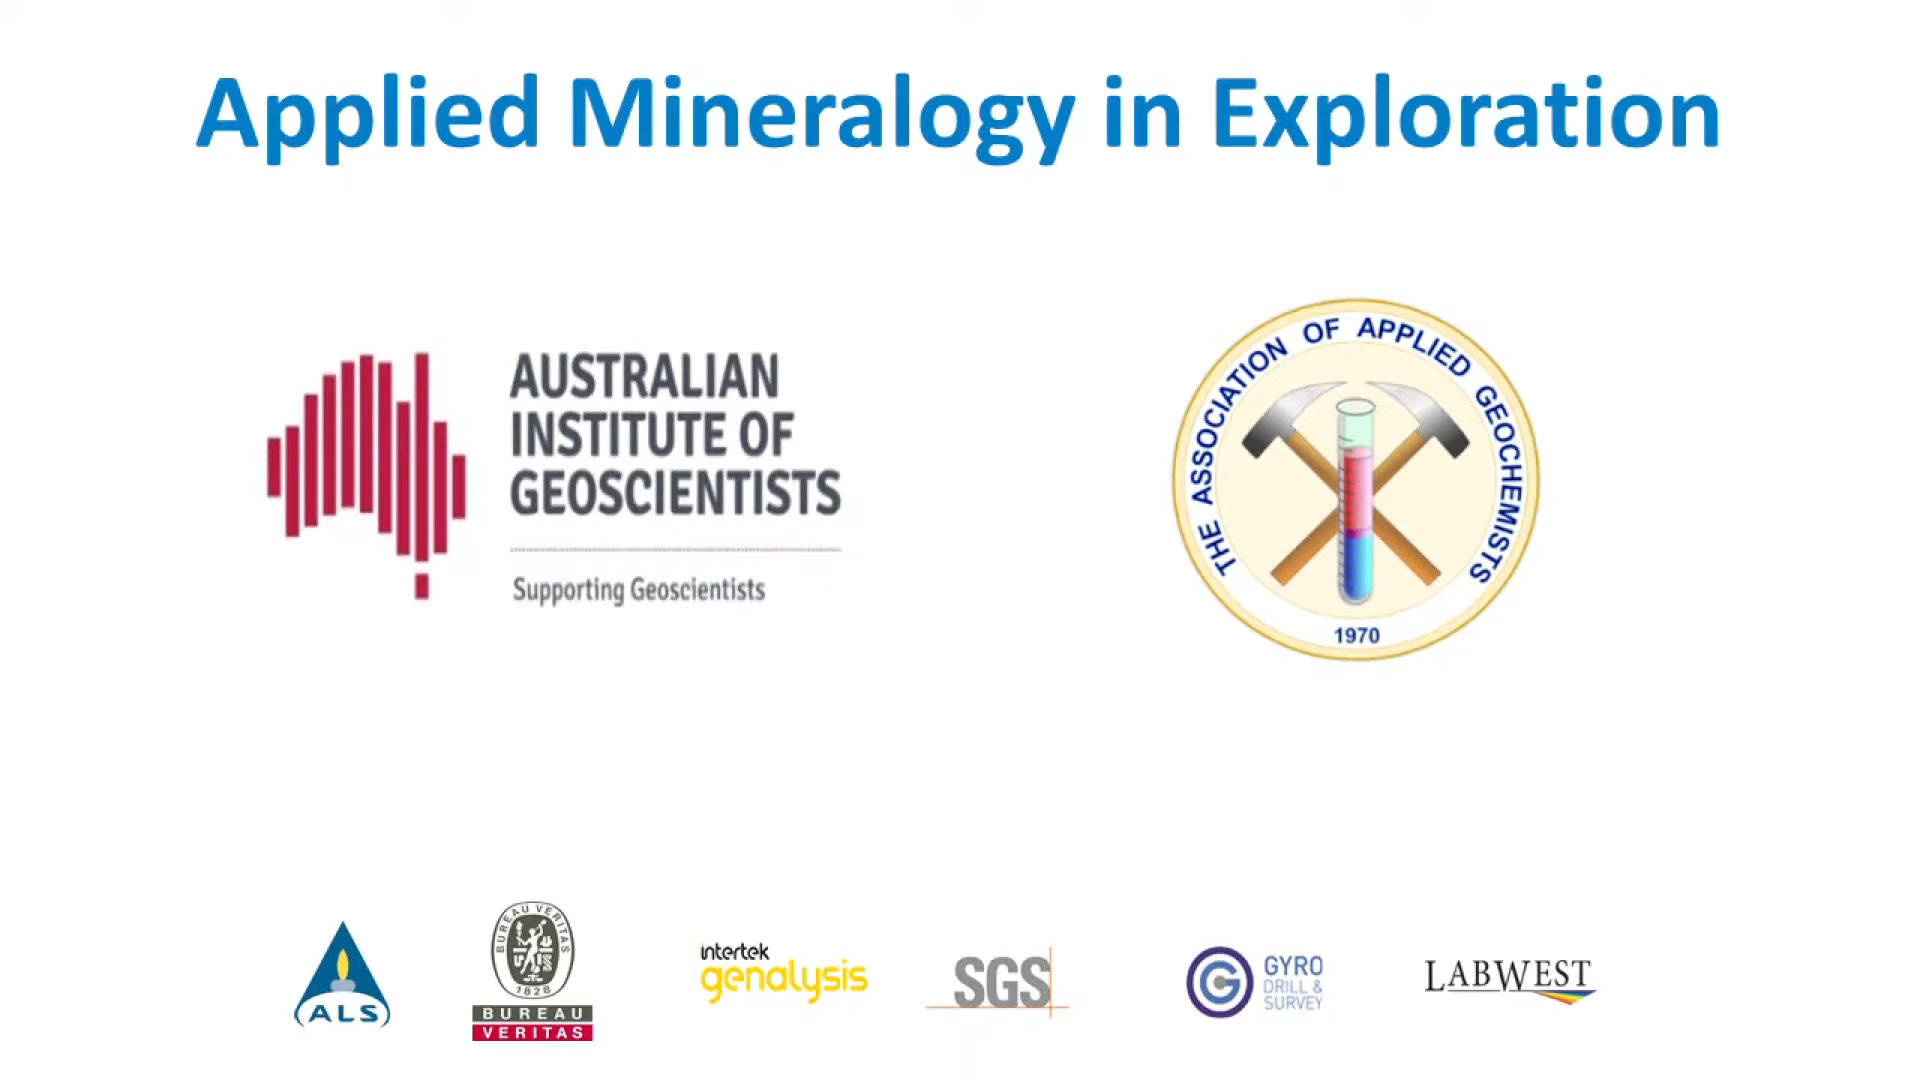 Applied Mineralogy in Exploration
AUSTRALIAN
INSTITUTE OF
GEOSCIENTISTS
Supporting Geoscientists
THE ASSOCIATION OF APPLIED GEOCHEMISTS
1970
ALS
BUREAU VERITAS
1828
BUREAU
VERITAS
intertek
genalysis
SGS
GYRO
DRILL &
SURVEY
LABWEST